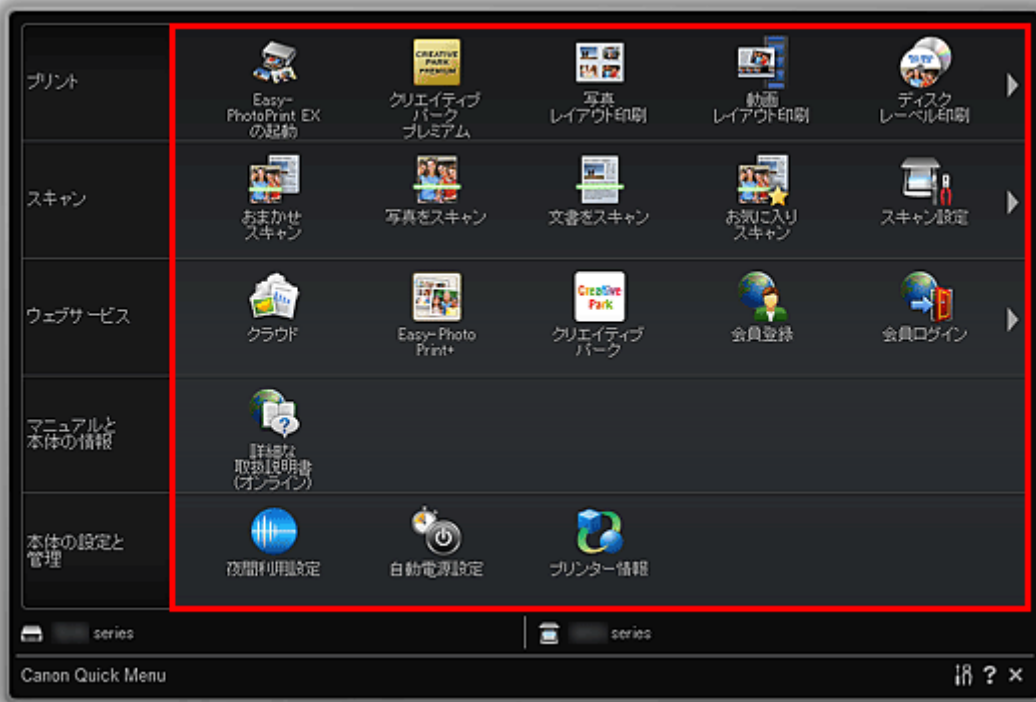 プリント
Easy-
PhotoPrint EX
の起動
CREATIVE
PARK
PREMIUM
クリエイティブ
パーク
プレミアム
写真
レイアウト印刷
動画
レイアウト印刷
ディスク
レーベル印刷
スキャン
おまかせ
スキャン
写真をスキャン
文書をスキャン
お気に入り
スキャン
スキャン設定
ウェブサービス
クラウド
Easy-Photo
Print+
Creative
Park
クリエイティブ
パーク
会員登録
会員ログイン
マニュアルと
本体の情報
詳細な
取扱説明書
(オンライン)
本体の設定と
管理
夜間利用設定
自動電源設定
プリンター情報
series
series
Canon Quick Menu